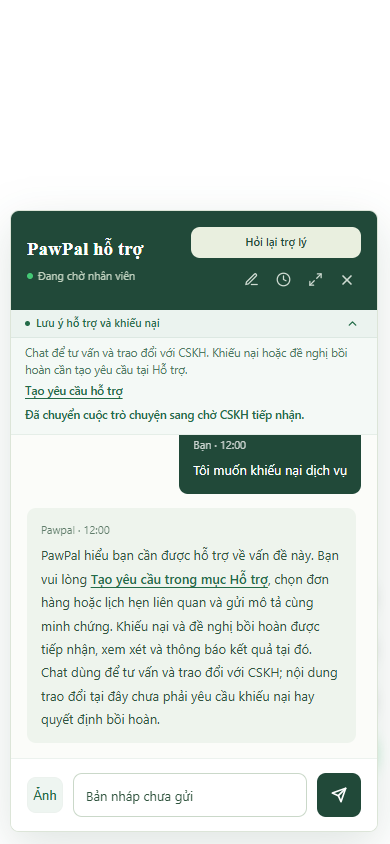 PawPal hỗ trợ
Hỏi lại trợ lý
Đang chờ nhân viên
Lưu ý hỗ trợ và khiếu nại
Chat để tư vấn và trao đổi với CSKH. Khiếu nại hoặc đề nghị bồi
hoàn cần tạo yêu cầu tại Hỗ trợ.
Tạo yêu cầu hỗ trợ
Đã chuyển cuộc trò chuyện sang chờ CSKH tiếp nhận.
Bạn · 12:00
Tôi muốn khiếu nại dịch vụ
Pawpal · 12:00
PawPal hiểu bạn cần được hỗ trợ về vấn đề này. Bạn
vui lòng Tạo yêu cầu trong mục Hỗ trợ, chọn đơn
hàng hoặc lịch hẹn liên quan và gửi mô tả cùng
minh chứng. Khiếu nại và đề nghị bồi hoàn được
tiếp nhận, xem xét và thông báo kết quả tại đó.
Chat dùng để tư vấn và trao đổi với CSKH; nội dung
trao đổi tại đây chưa phải yêu cầu khiếu nại hay
quyết định bồi hoàn.
Ảnh
Bản nháp chưa gửi